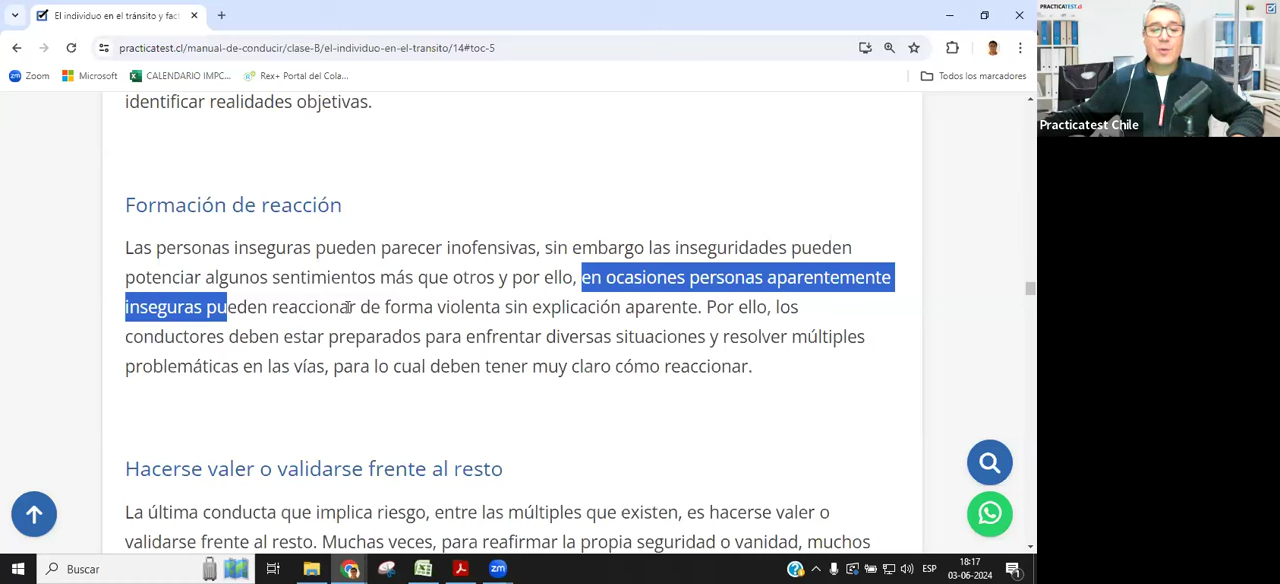 El individuo en el tránsito y fact
practicatest.cl/manual-de-conducir/clase-B/el-individuo-en-el-transito/14#toc-5
Zoom
Microsoft
CALENDARIO IMPC...
Rex+ Portal del Cola...
Todos los marcadores
PRACTICATEST.cl
Practicatest Chile
identificar realidades objetivas.
Formación de reacción
Las personas inseguras pueden parecer inofensivas, sin embargo las inseguridades pueden
potenciar algunos sentimientos más que otros y por ello, en ocasiones personas aparentemente
inseguras pueden reaccionar de forma violenta sin explicación aparente. Por ello, los
conductores deben estar preparados para enfrentar diversas situaciones y resolver múltiples
problemáticas en las vías, para lo cual deben tener muy claro cómo reaccionar.
Hacerse valer o validarse frente al resto
La última conducta que implica riesgo, entre las múltiples que existen, es hacerse valer o
validarse frente al resto. Muchas veces, para reafirmar la propia seguridad o vanidad, muchos
Buscar
zm
ESP
18:17
03-06-2024
1